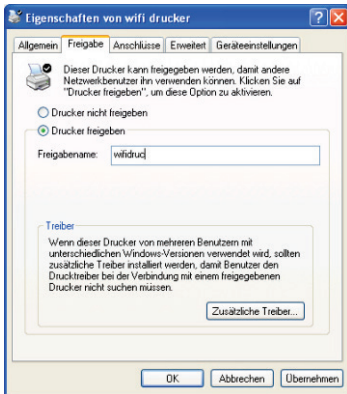 Eigenschaften von wifi drucker
Allgemein Freigabe Anschlüsse Erweitert Geräteeinstellungen
Dieser Drucker kann freigegeben werden, damit andere
Netzwerkbenutzer ihn verwenden können. Klicken Sie auf
"Drucker freigeben", um diese Option zu aktivieren.
Drucker nicht freigeben
Drucker freigeben
Freigabename: wifidruc
Treiber
Wenn dieser Drucker von mehreren Benutzern mit
unterschiedlichen Windows-Versionen verwendet wird, sollten
zusätzliche Treiber installiert werden, damit Benutzer den
Drucktreiber bei der Verbindung mit einem freigegebenen
Drucker nicht suchen müssen.
Zusätzliche Treiber...
OK Abbrechen Übernehmen